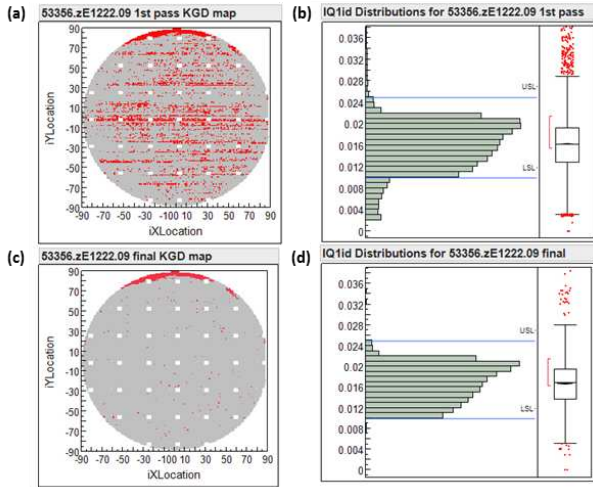 (a)
53356.zE1222.09 1st pass KGD map
90
70
50
30
10
-10
-30
-50
-70
-90
iYLocation
-90 -70 -50 -30 -10 10 30 50 70 90
iXLocation
(b)
IQ1id Distributions for 53356.zE1222.09 1st pass
0.036
0.032
0.028
0.024
0.02
0.016
0.012
0.008
0.004
0
USL
LSL
(c)
53356.zE1222.09 final KGD map
90
70
50
30
10
-10
-30
-50
-70
-90
iYLocation
-90 -70 -50 -30 -10 10 30 50 70 90
iXLocation
(d)
IQ1id Distributions for 53356.zE1222.09 final
0.036
0.032
0.028
0.024
0.02
0.016
0.012
0.008
0.004
0
USL
LSL